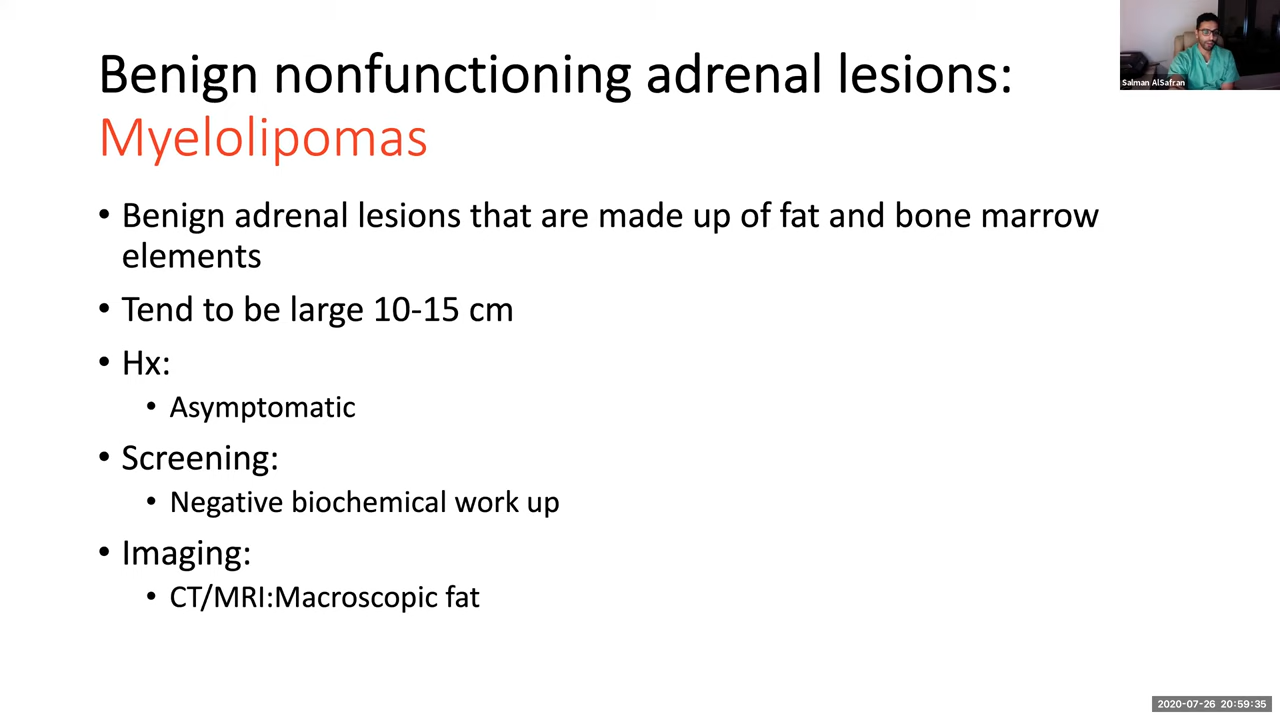 Benign nonfunctioning adrenal lesions:
Myelolipomas
• Benign adrenal lesions that are made up of fat and bone marrow
elements
• Tend to be large 10-15 cm
• Hx:
• Asymptomatic
• Screening:
• Negative biochemical work up
• Imaging:
• CT/MRI:Macroscopic fat
Salman AlSafran
2020-07-26 20:59:35